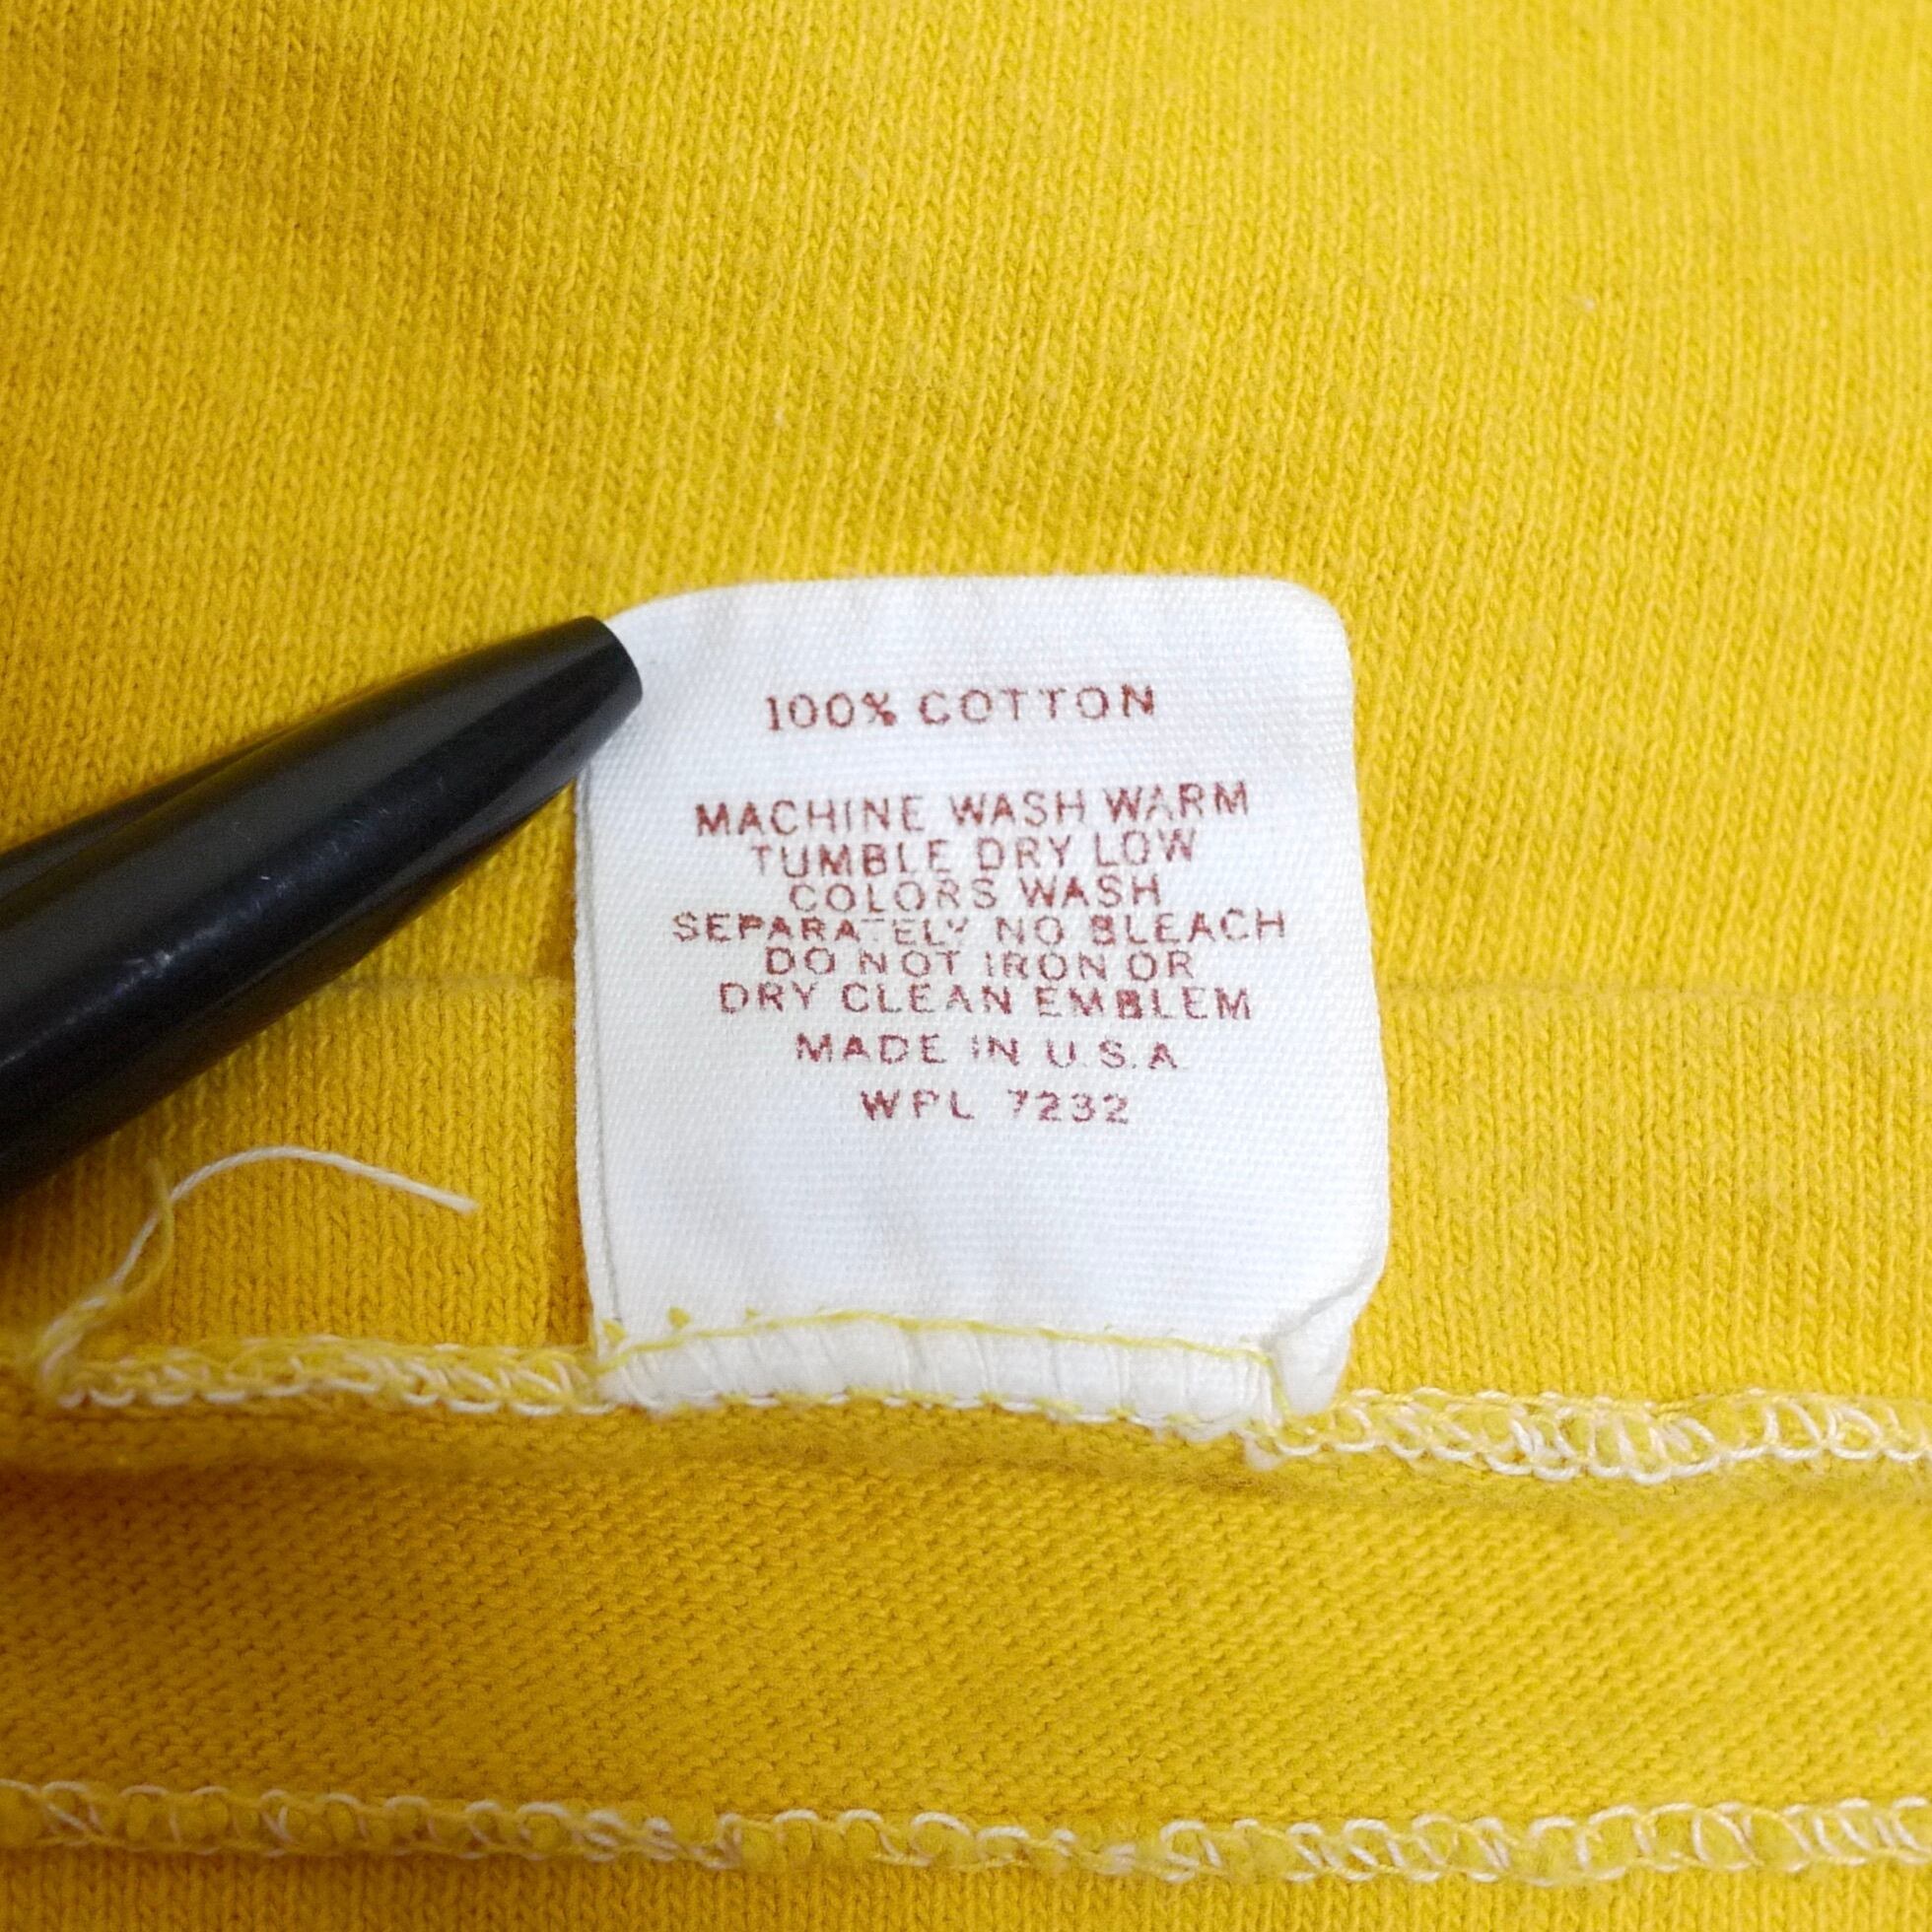 100% COTTON
MACHINE WASH WARM
TUMBLE DRY LOW
COLORS WASH
SEPARATELY NO BLEACH
DO NOT IRON OR
DRY CLEAN EMBLEM
MADE IN U.S.A
WPL 7232